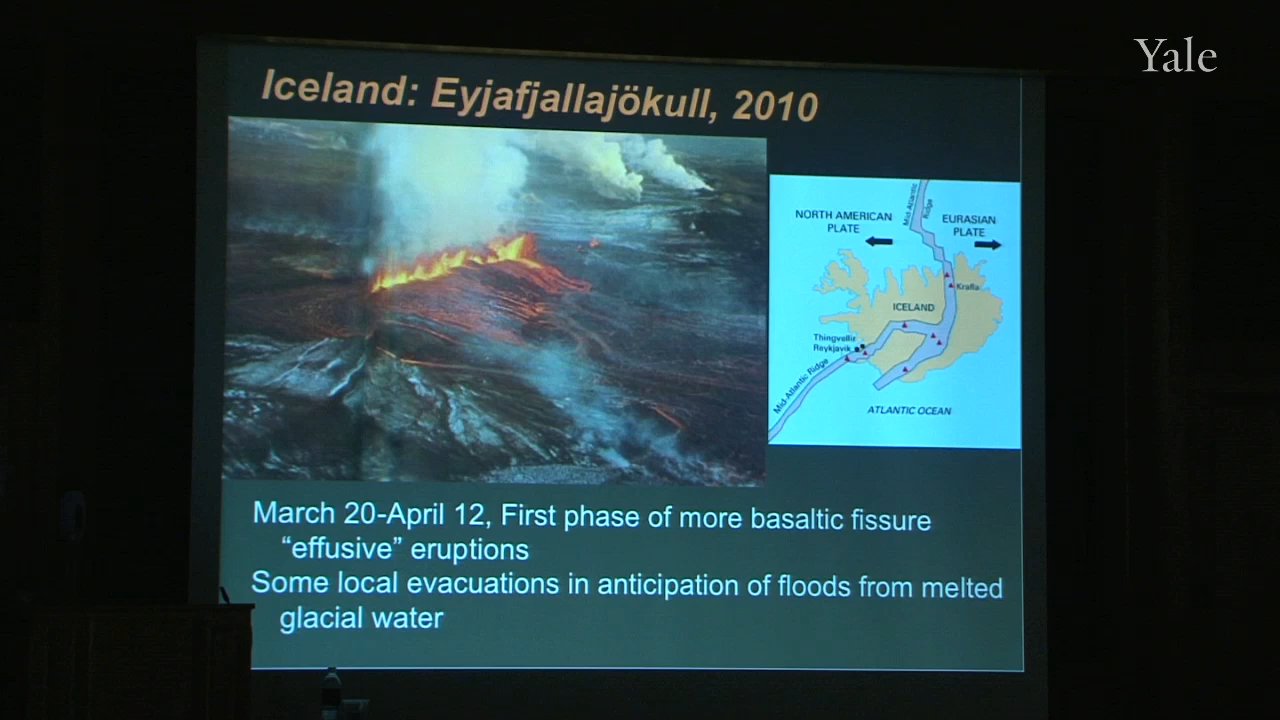 Yale
Iceland: Eyjafjallajökull, 2010
NORTH AMERICAN
PLATE
Mid-Atlantic
Ridge
EURASIAN
PLATE
Krafla
ICELAND
Thingvellir
Reykjavik
Mid-Atlantic Ridge
ATLANTIC OCEAN
March 20-April 12, First phase of more basaltic fissure
“effusive” eruptions
Some local evacuations in anticipation of floods from melted
glacial water